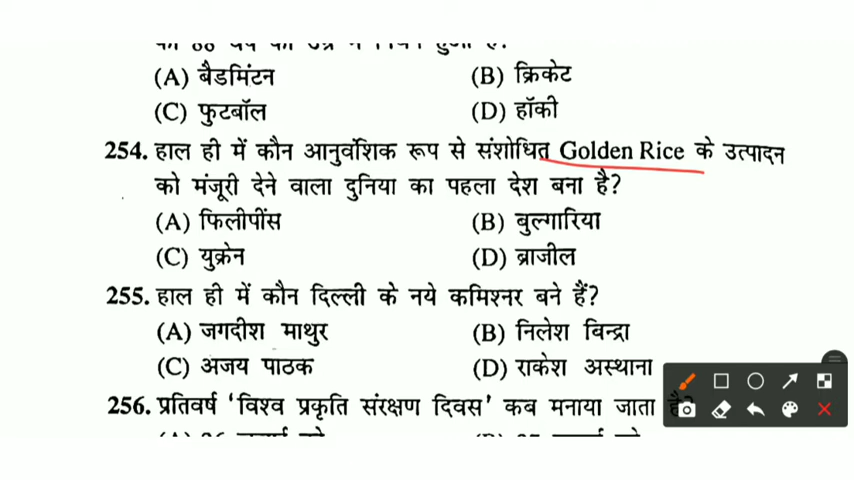 (A) बैडमिंटन (B) क्रिकेट
(C) फुटबॉल (D) हॉकी
254. हाल ही में कौन आनुवंशिक रूप से संशोधित Golden Rice के उत्पादन
को मंजूरी देने वाला दुनिया का पहला देश बना है?
(A) फिलीपींस (B) बुल्गारिया
(C) युक्रेन (D) ब्राजील
255. हाल ही में कौन दिल्ली के नये कमिश्नर बने हैं?
(A) जगदीश माथुर (B) निलेश बिन्द्रा
(C) अजय पाठक (D) राकेश अस्थाना
256. प्रतिवर्ष 'विश्व प्रकृति संरक्षण दिवस' कब मनाया जाता